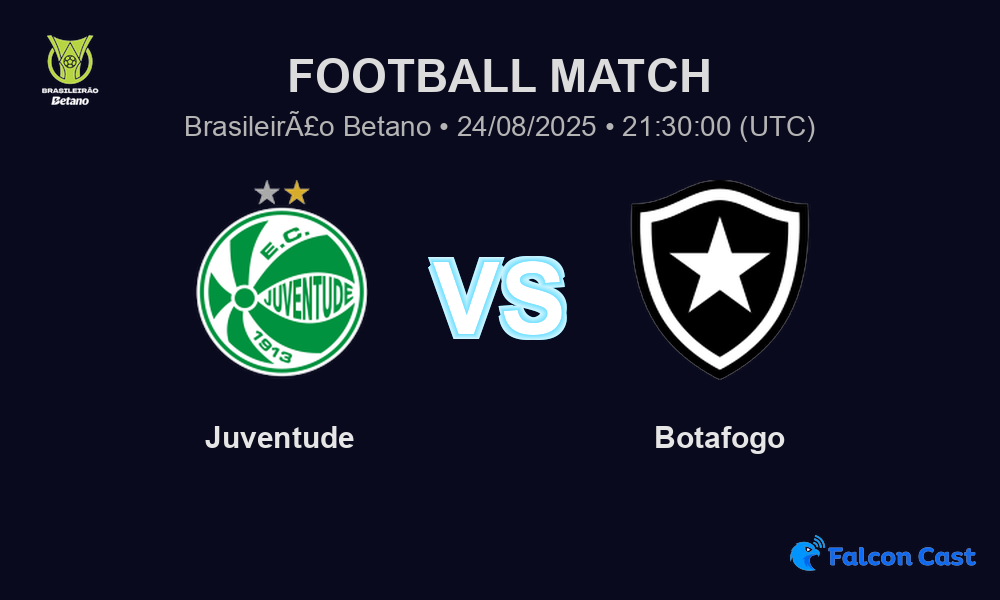 BRASILEIRÃO
Betano
FOOTBALL MATCH
BrasileirÃ£o Betano • 24/08/2025 • 21:30:00 (UTC)
E.C.
JUVENTUDE
1913
VS
Juventude
Botafogo
Falcon Cast